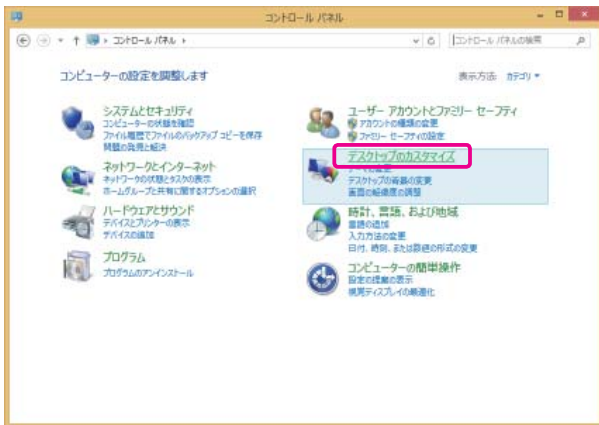 コントロール パネル
コントロール パネル
コントロール パネルの検索
コンピューターの設定を調整します
表示方法: カテゴリ
システムとセキュリティ
コンピューターの状態を確認
ファイル履歴でファイルのバックアップ コピーを保存
問題の発見と解決
ネットワークとインターネット
ネットワークの状態とタスクの表示
ホームグループと共有に関するオプションの選択
ハードウェアとサウンド
デバイスとプリンターの表示
デバイスの追加
プログラム
プログラムのアンインストール
ユーザー アカウントとファミリー セーフティ
アカウントの種類の変更
ファミリー セーフティの設定
デスクトップのカスタマイズ
テーマの変更
デスクトップの背景の変更
画面の解像度の調整
時計、言語、および地域
言語の追加
入力方法の変更
日付、時刻、または数値の形式の変更
コンピューターの簡単操作
設定の提案の表示
視覚ディスプレイの最適化